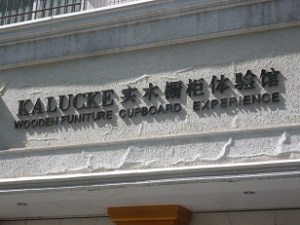 KALUCKE 实木橱柜体验馆
WOODEN FUNITURE CUPBOARD EXPERIENCE